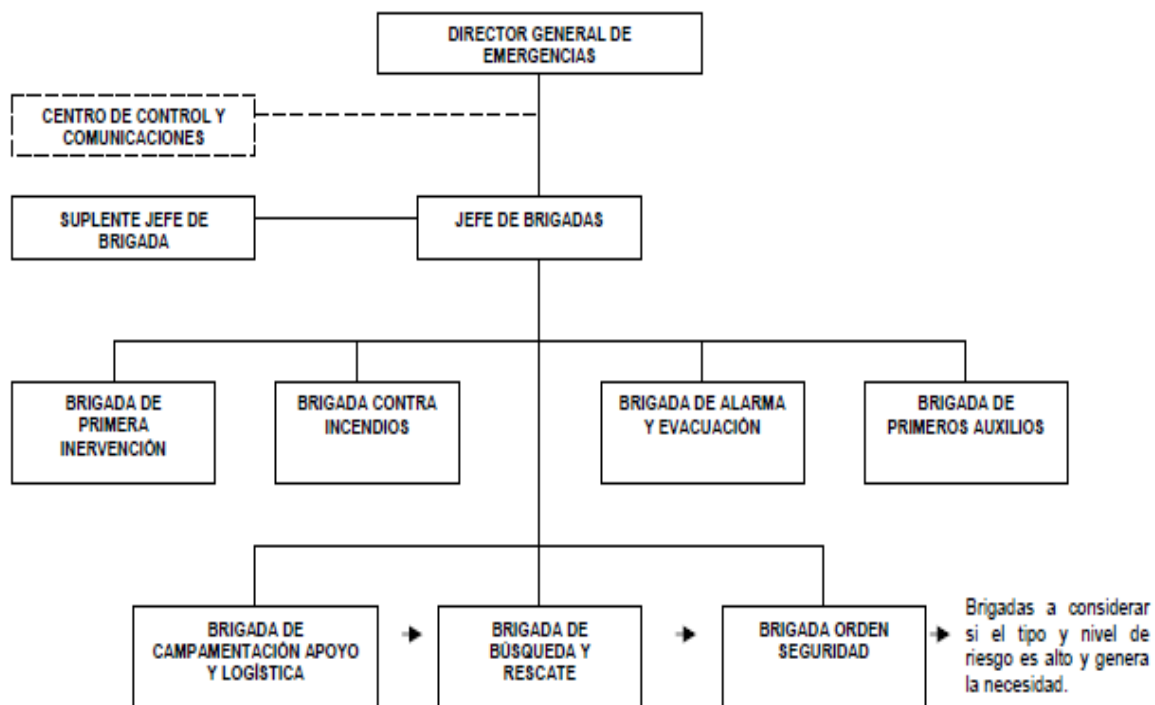 DIRECTOR GENERAL DE
EMERGENCIAS
CENTRO DE CONTROL Y
COMUNICACIONES
SUPLENTE JEFE DE
BRIGADA
JEFE DE BRIGADAS
BRIGADA DE
PRIMERA
INERVENCIÓN
BRIGADA CONTRA
INCENDIOS
BRIGADA DE ALARMA
Y EVACUACIÓN
BRIGADA DE
PRIMEROS AUXILIOS
BRIGADA DE
CAMPAMENTACIÓN APOYO
Y LOGÍSTICA
BRIGADA DE
BÚSQUEDA Y
RESCATE
BRIGADA ORDEN
SEGURIDAD
Brigadas a considerar
si el tipo y nivel de
riesgo es alto y genera
la necesidad.